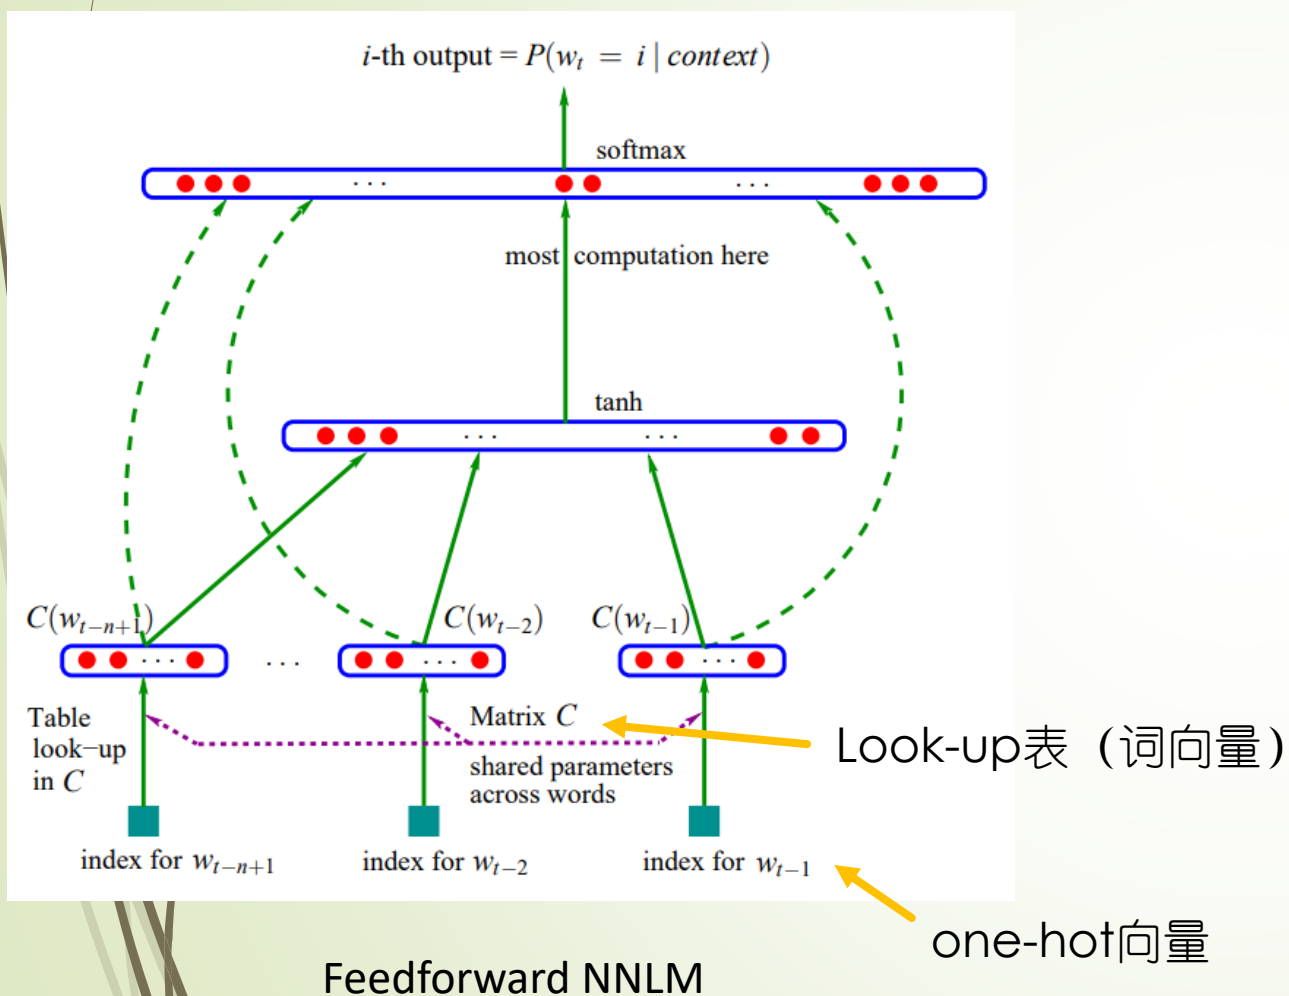 i-th output = P(w_t = i | context)
softmax
... ...
most computation here
tanh
... ...
C(w_{t−n+1}) C(w_{t−2}) C(w_{t−1})
... ... ... ...
Table
look−up
in C
Matrix C
shared parameters
across words
Look-up表（词向量）
index for w_{t−n+1} index for w_{t−2} index for w_{t−1}
one-hot向量
Feedforward NNLM